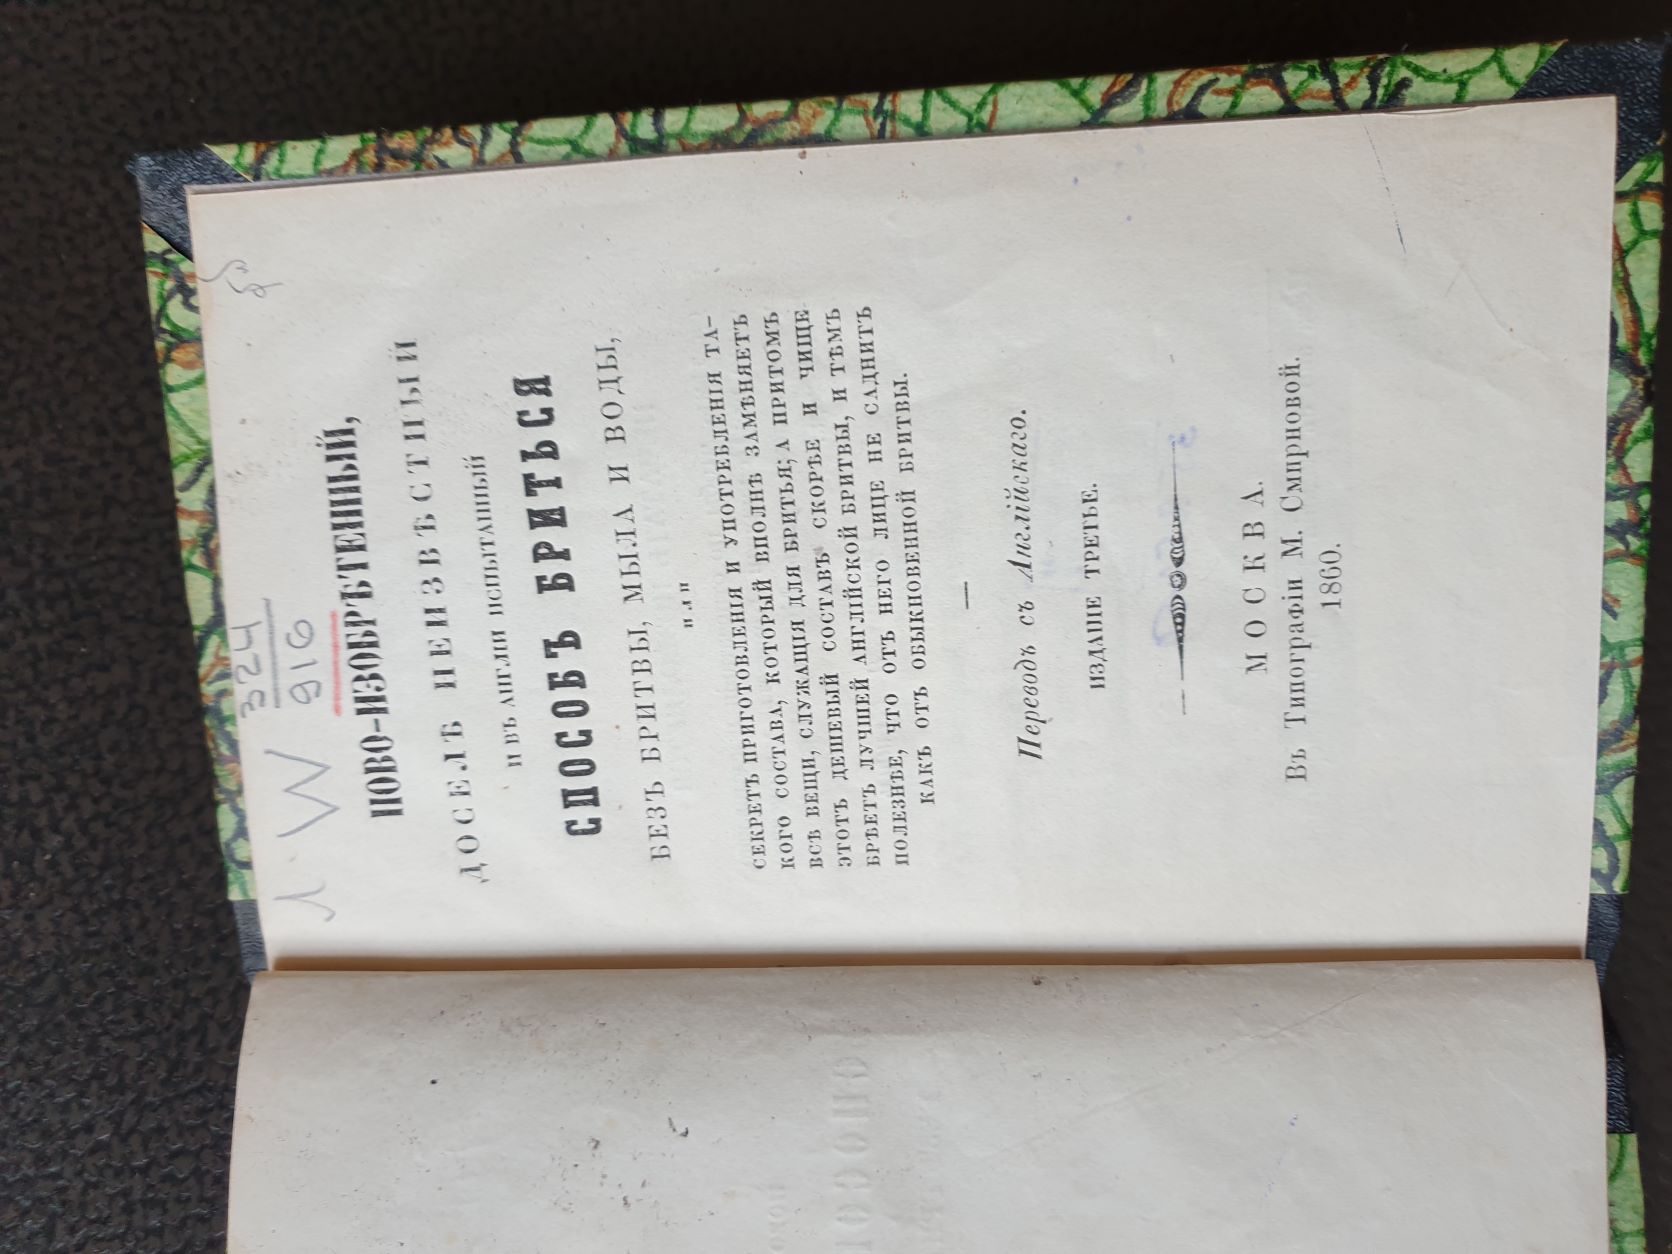 Л. W 324
916
НОВО-ИЗОБРѢТЕННЫЙ,
ДОСЕЛѢ НЕИЗВѢСТНЫЙ
И ВЪ АНГЛІИ ИСПЫТАННЫЙ
СПОСОБЪ БРИТЬСЯ
БЕЗЪ БРИТВЫ, МЫЛА И ВОДЫ,
ИЛИ
СЕКРЕТЪ ПРИГОТОВЛЕНІЯ И УПОТРЕБЛЕНІЯ ТА-
КОГО СОСТАВА, КОТОРЫЙ ВПОЛНѢ ЗАМѢНЯЕТЪ
ВСѢ ВЕЩИ, СЛУЖАЩІЯ ДЛЯ БРИТЬЯ; А ПРИТОМЪ
ЭТОТЪ ДЕШЕВЫЙ СОСТАВЪ СКОРѢЕ И ЧИЩЕ
БРѢЕТЪ ЛУЧШЕЙ АНГЛІЙСКОЙ БРИТВЫ, И ТѢМЪ
ПОЛЕЗНѢЕ, ЧТО ОТЪ НЕГО ЛИЦЕ НЕ САДНИТЪ
КАКЪ ОТЪ ОБЫКНОВЕННОЙ БРИТВЫ.
Переводъ съ Англійскаго.
ИЗДАНІЕ ТРЕТЬЕ.
МОСКВА.
Въ Типографіи М. Смирновой.
1860.